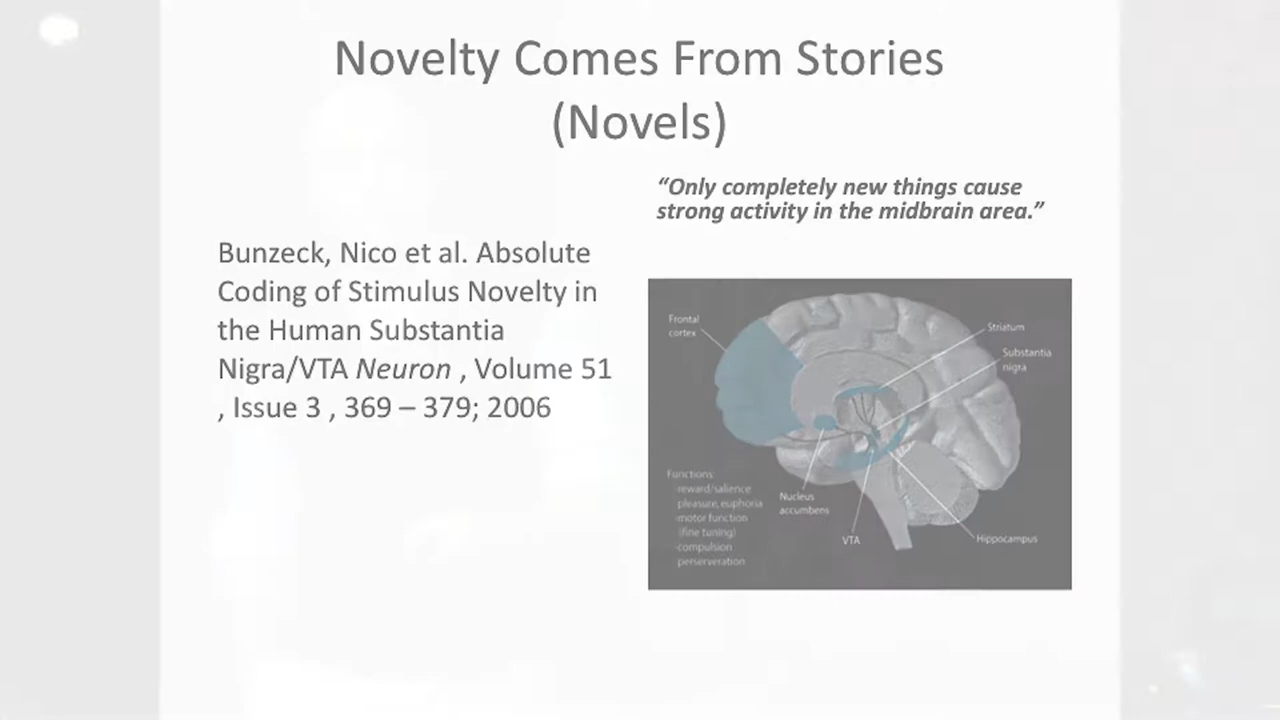 Novelty Comes From Stories
(Novels)
“Only completely new things cause
strong activity in the midbrain area.”
Bunzeck, Nico et al. Absolute
Coding of Stimulus Novelty in
the Human Substantia
Nigra/VTA Neuron , Volume 51
, Issue 3 , 369 – 379; 2006
Frontal
cortex
Striatum
Substantia
nigra
Functions
-reward/salience
pleasure, euphoria
-motor function
(fine tuning)
-compulsion
perserveration
Nucleus
accumbens
VTA
Hippocampus